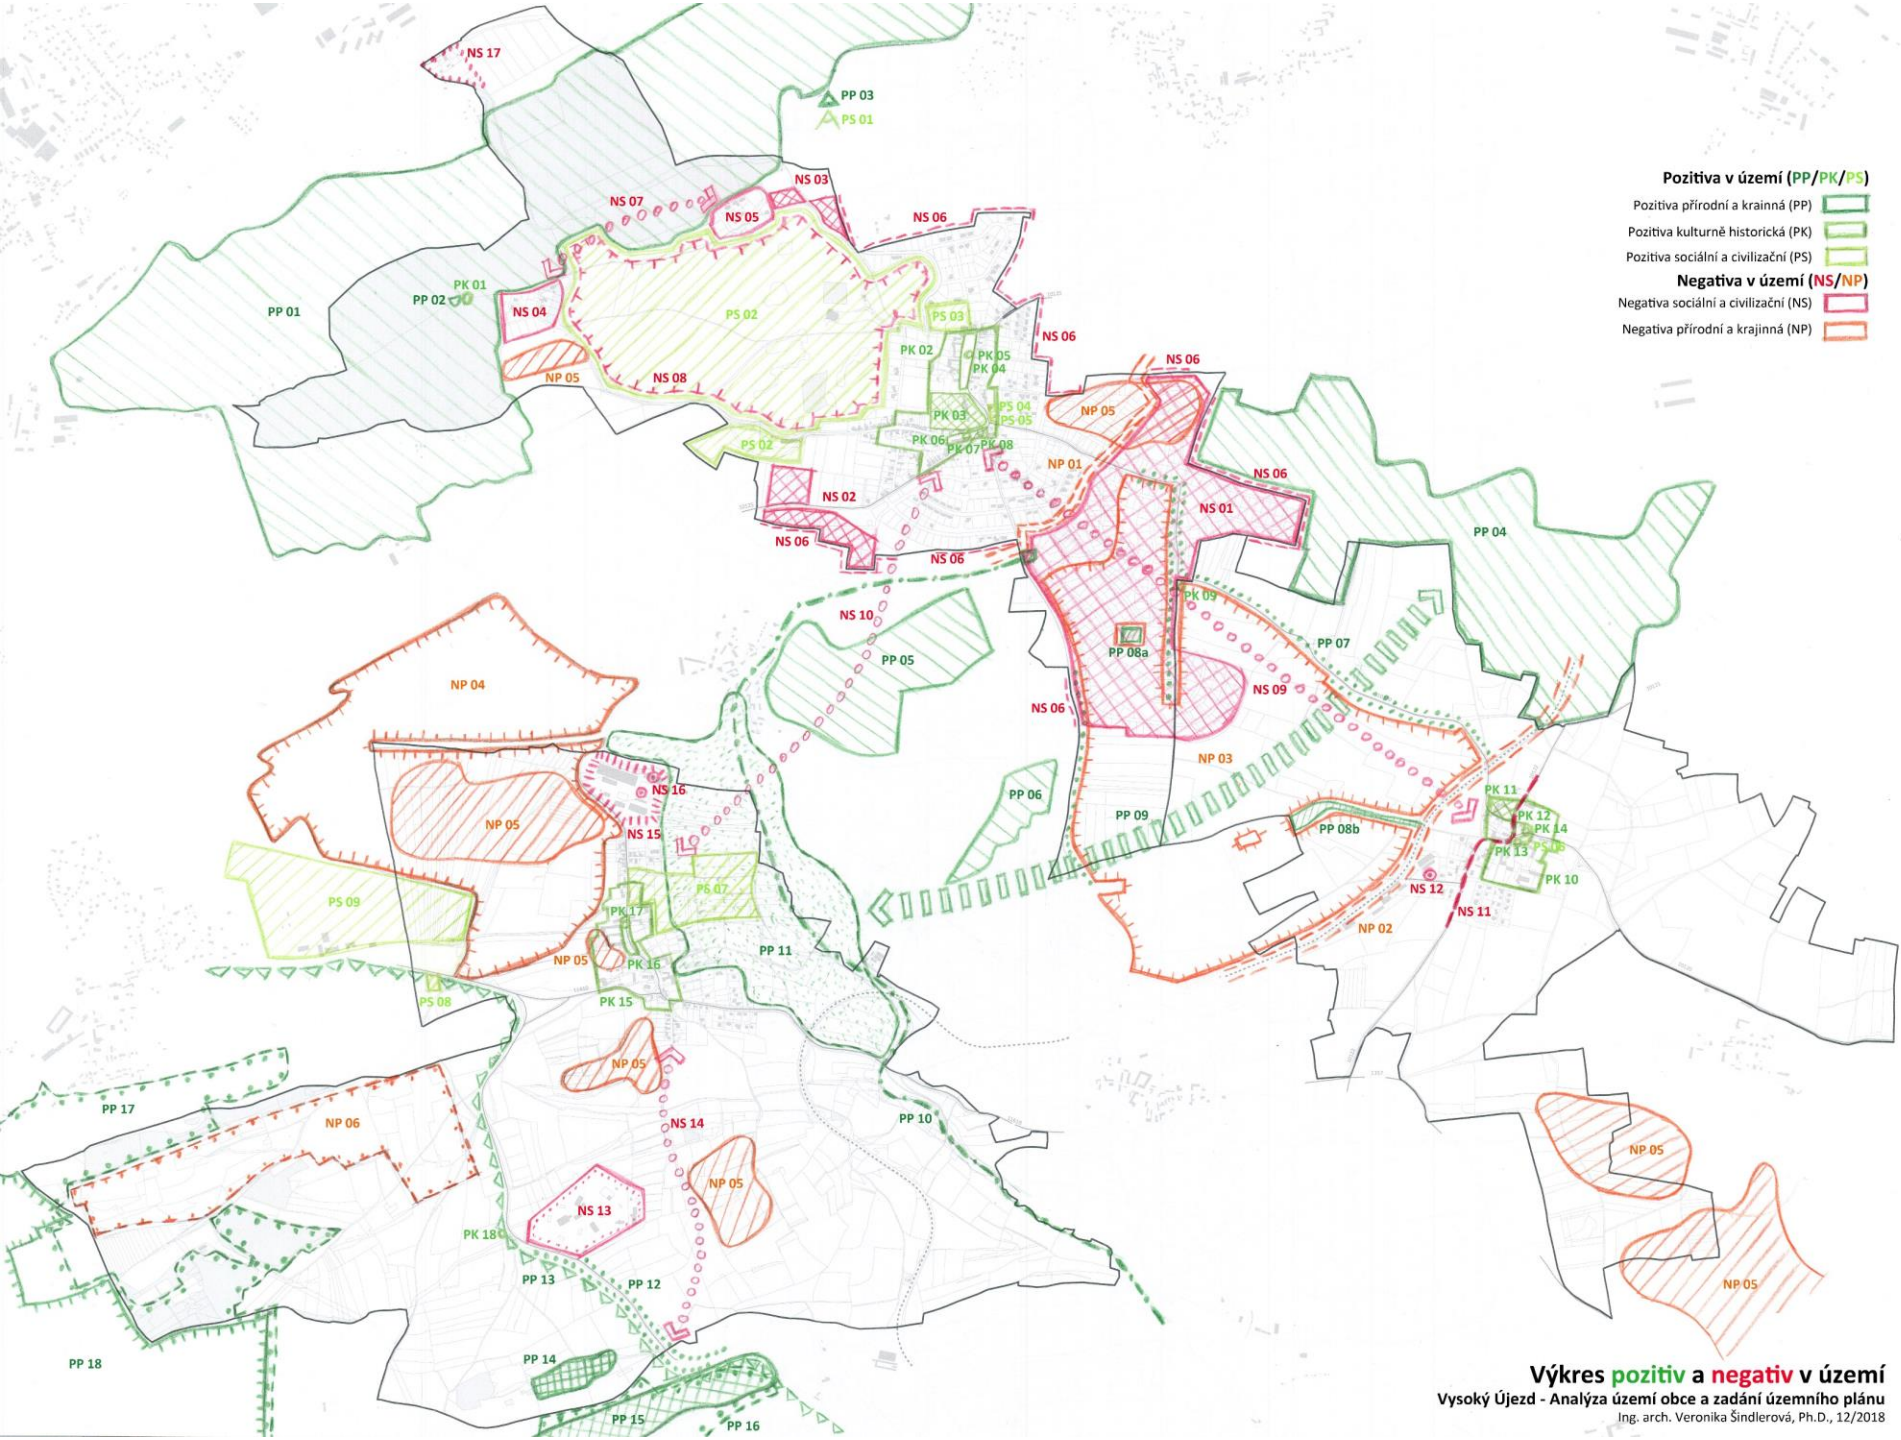 NS 17
PP 03
PS 01
Pozitiva v území (PP/PK/PS)
Pozitiva přírodní a krainná (PP)
Pozitiva kulturně historická (PK)
Pozitiva sociální a civilizační (PS)
Negativa v území (NS/NP)
Negativa sociální a civilizační (NS)
Negativa přírodní a krajinná (NP)
NS 03
NS 07
NS 05
NS 06
PK 01
PP 02
PP 01
NS 04
PS 02
PS 03
NS 06
PK 02
PK 05
PK 04
NS 06
NP 05
NS 08
PS 04
NP 05
PK 03
PS 05
PK 06
PK 07
PK 08
PS 02
NP 01
NS 06
NS 02
NS 01
PP 04
NS 06
NS 06
PK 09
NS 10
PP 07
PP 05
PP 08a
NP 04
NS 09
NS 06
NP 03
NS 16
PK 11
PP 06
PP 09
PK 12
NP 05
NS 15
PP 08b
PK 14
PS 06
PK 13
PS 07
NS 12
PK 10
PS 09
PK 17
NS 11
NP 02
PP 11
NP 05
PK 16
PS 08
PK 15
NP 05
PP 17
NP 06
NS 14
PP 10
NP 05
NP 05
NS 13
PK 18
PP 13
PP 12
NP 05
PP 18
PP 14
PP 15
PP 16
Výkres pozitiv a negativ v území
Vysoký Újezd - Analýza území obce a zadání územního plánu
Ing. arch. Veronika Šindlerová, Ph.D., 12/2018